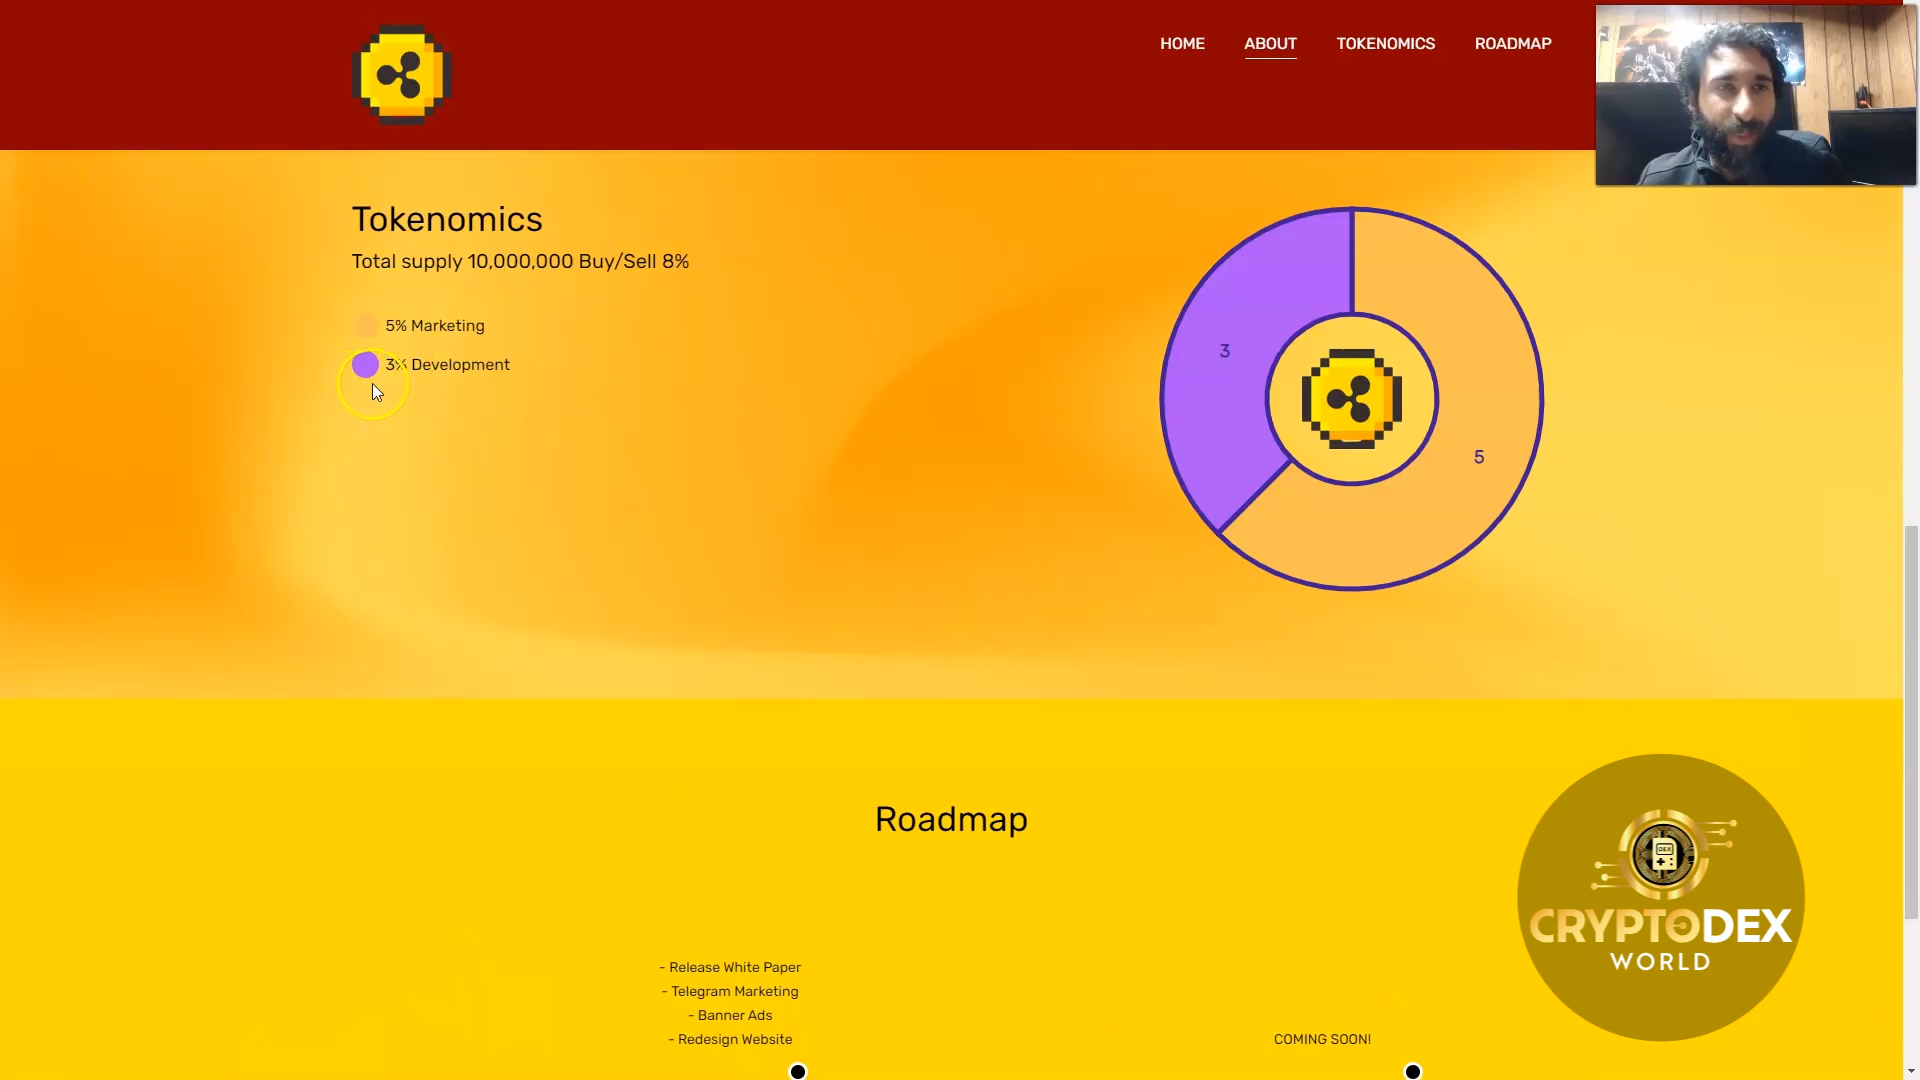 HOME
ABOUT
TOKENOMICS
ROADMAP
Tokenomics
Total supply 10,000,000 Buy/Sell 8%
5% Marketing
3% Development
3
5
Roadmap
- Release White Paper
- Telegram Marketing
- Banner Ads
- Redesign Website
COMING SOON!
DEX
CRYPTODEX
WORLD